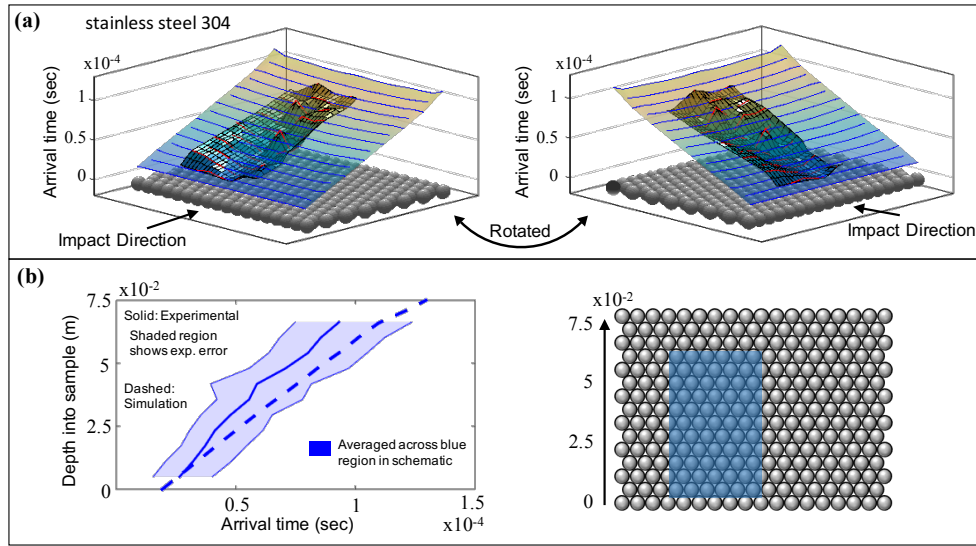 (a)
stainless steel 304
x10⁻⁴
Arrival time (sec)
1
0.5
0
Impact Direction
Rotated
x10⁻⁴
Arrival time (sec)
1
0.5
0
Impact Direction
(b)
x10⁻²
Depth into sample (m)
7.5
5
2.5
0
Solid: Experimental
Shaded region
shows exp. error
Dashed:
Simulation
Averaged across blue
region in schematic
0.5
1
1.5
Arrival time (sec)
x10⁻⁴
x10⁻²
7.5
5
2.5
0